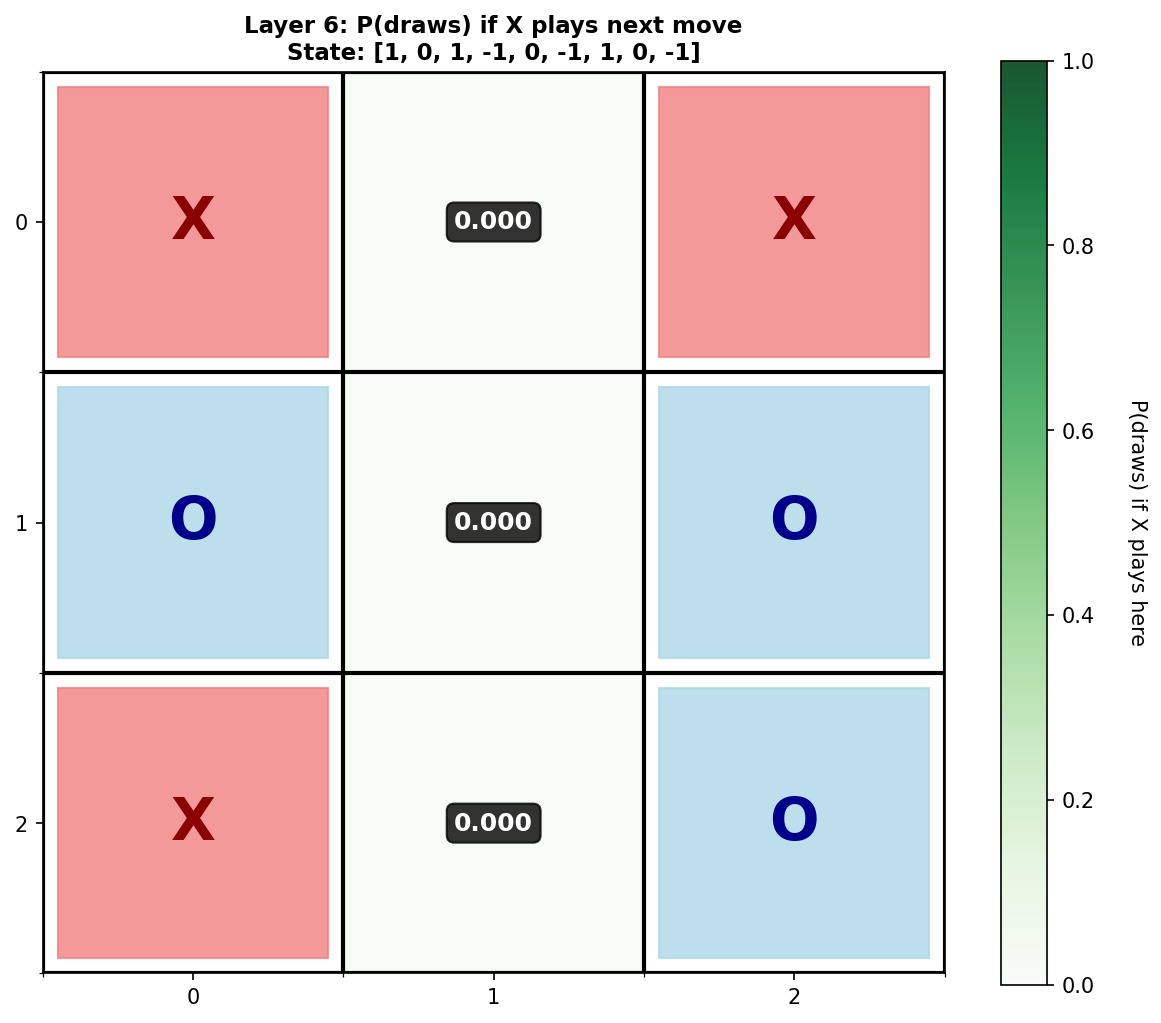 Layer 6: P(draws) if X plays next move
State: [1, 0, 1, -1, 0, -1, 1, 0, -1]
X 0.000 X
O 0.000 O
X 0.000 O
0
1
2
0 1 2
1.0
0.8
0.6
0.4
0.2
0.0
P(draws) if X plays here